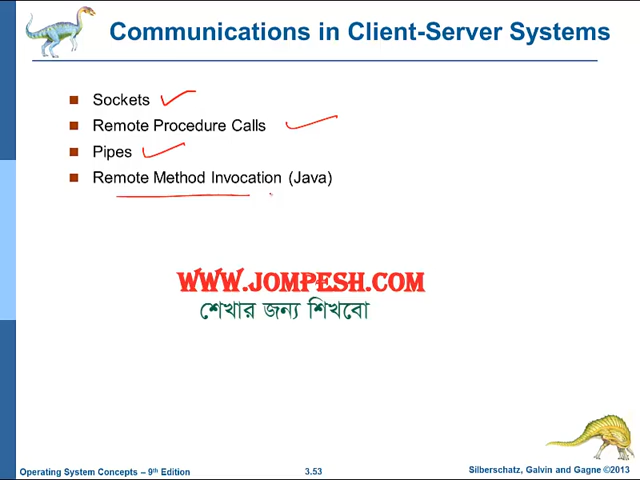 Communications in Client-Server Systems
Sockets
Remote Procedure Calls
Pipes
Remote Method Invocation (Java)
WWW.JOMPESH.COM
শেখার জন্য শিখবো
Operating System Concepts – 9th Edition
3.53
Silberschatz, Galvin and Gagne ©2013